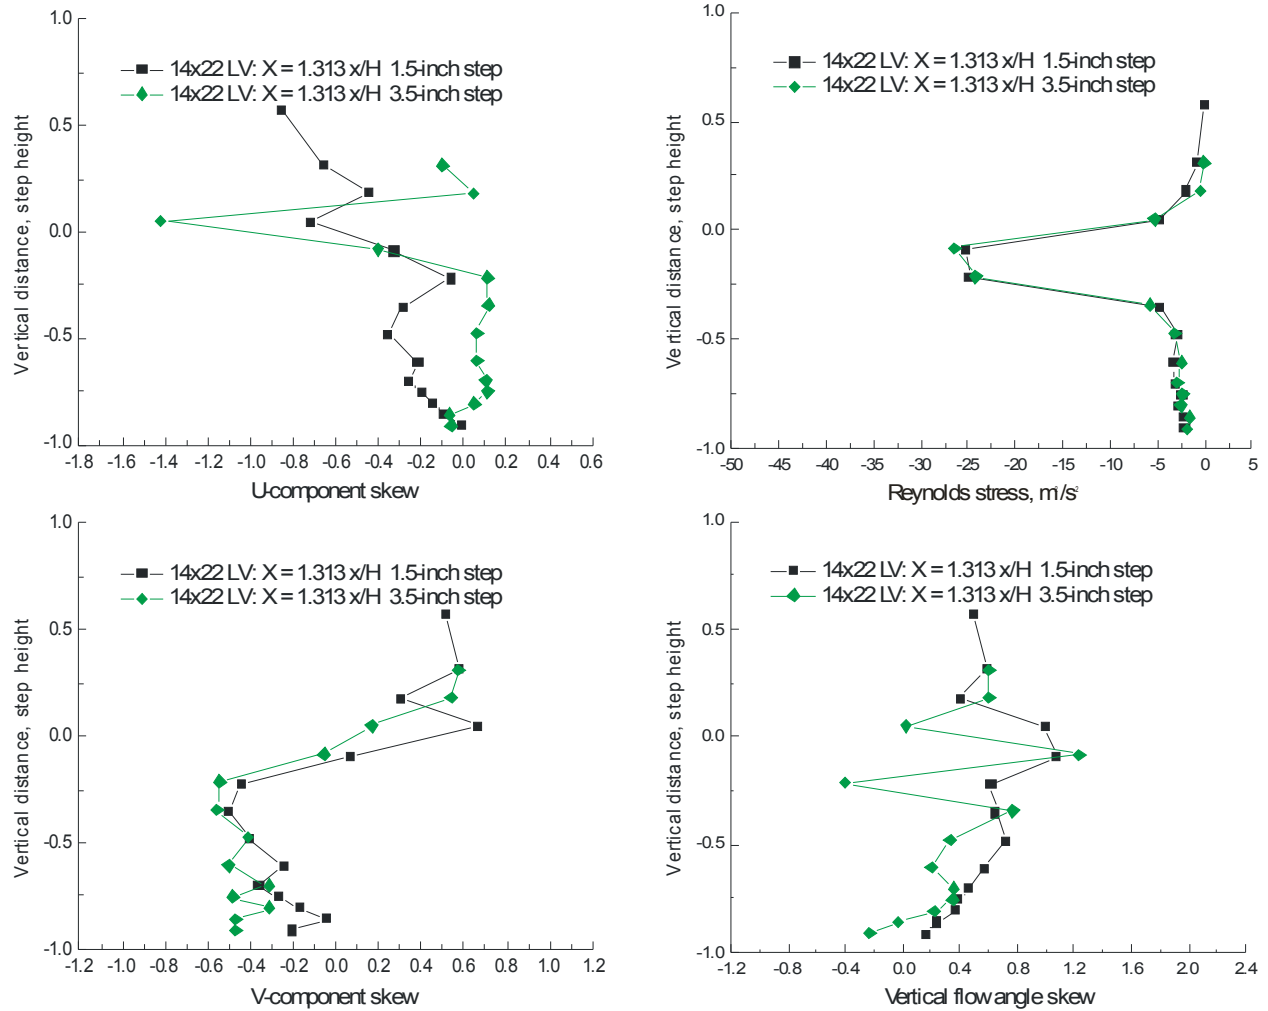 1.0
0.5
0.0
-0.5
-1.0
Vertical distance, step height
14x22 LV: X = 1.313 x/H 1.5-inch step
14x22 LV: X = 1.313 x/H 3.5-inch step
-1.8 -1.6 -1.4 -1.2 -1.0 -0.8 -0.6 -0.4 -0.2 0.0 0.2 0.4 0.6
U-component skew
1.0
0.5
0.0
-0.5
-1.0
Vertical distance, step height
14x22 LV: X = 1.313 x/H 1.5-inch step
14x22 LV: X = 1.313 x/H 3.5-inch step
-50 -45 -40 -35 -30 -25 -20 -15 -10 -5 0 5
Reynolds stress, m²/s²
1.0
0.5
0.0
-0.5
-1.0
Vertical distance, step height
14x22 LV: X = 1.313 x/H 1.5-inch step
14x22 LV: X = 1.313 x/H 3.5-inch step
-1.2 -1.0 -0.8 -0.6 -0.4 -0.2 0.0 0.2 0.4 0.6 0.8 1.0 1.2
V-component skew
1.0
0.5
0.0
-0.5
-1.0
Vertical distance, step height
14x22 LV: X = 1.313 x/H 1.5-inch step
14x22 LV: X = 1.313 x/H 3.5-inch step
-1.2 -0.8 -0.4 0.0 0.4 0.8 1.2 1.6 2.0 2.4
Vertical flow angle skew